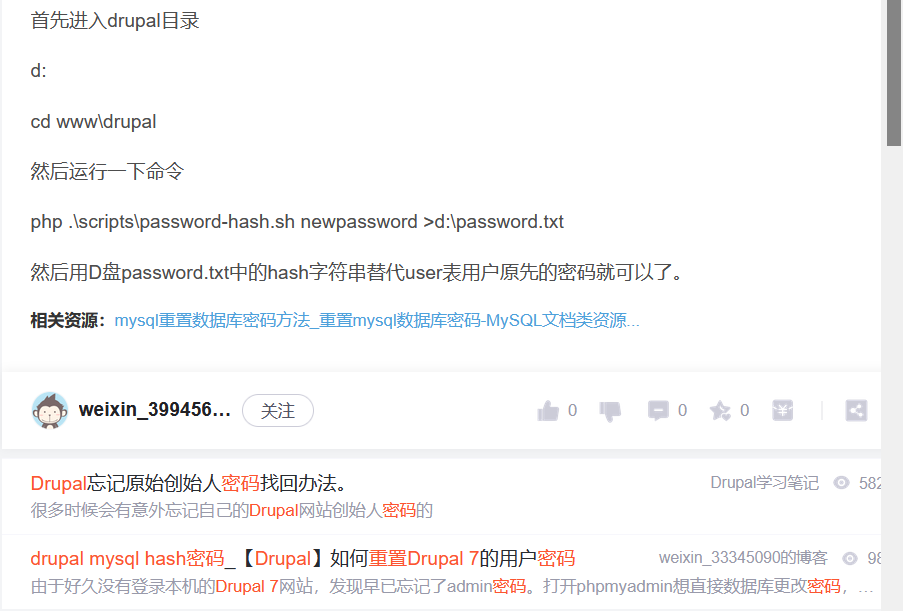 首先进入drupal目录
d:
cd www\drupal
然后运行一下命令
php .\scripts\password-hash.sh newpassword >d:\password.txt
然后用D盘password.txt中的hash字符串替代user表用户原先的密码就可以了。
相关资源：mysql重置数据库密码方法_重置mysql数据库密码-MySQL文档类资源...
weixin_399456... 关注 0 0 0
Drupal忘记原始创始人密码找回办法。 Drupal学习笔记 582
很多时候会有意外忘记自己的Drupal网站创始人密码的
drupal mysql hash密码_【Drupal】如何重置Drupal 7的用户密码 weixin_33345090的博客 98
由于好久没有登录本机的Drupal 7网站，发现早已忘记了admin密码。打开phpmyadmin想直接数据库更改密码，...